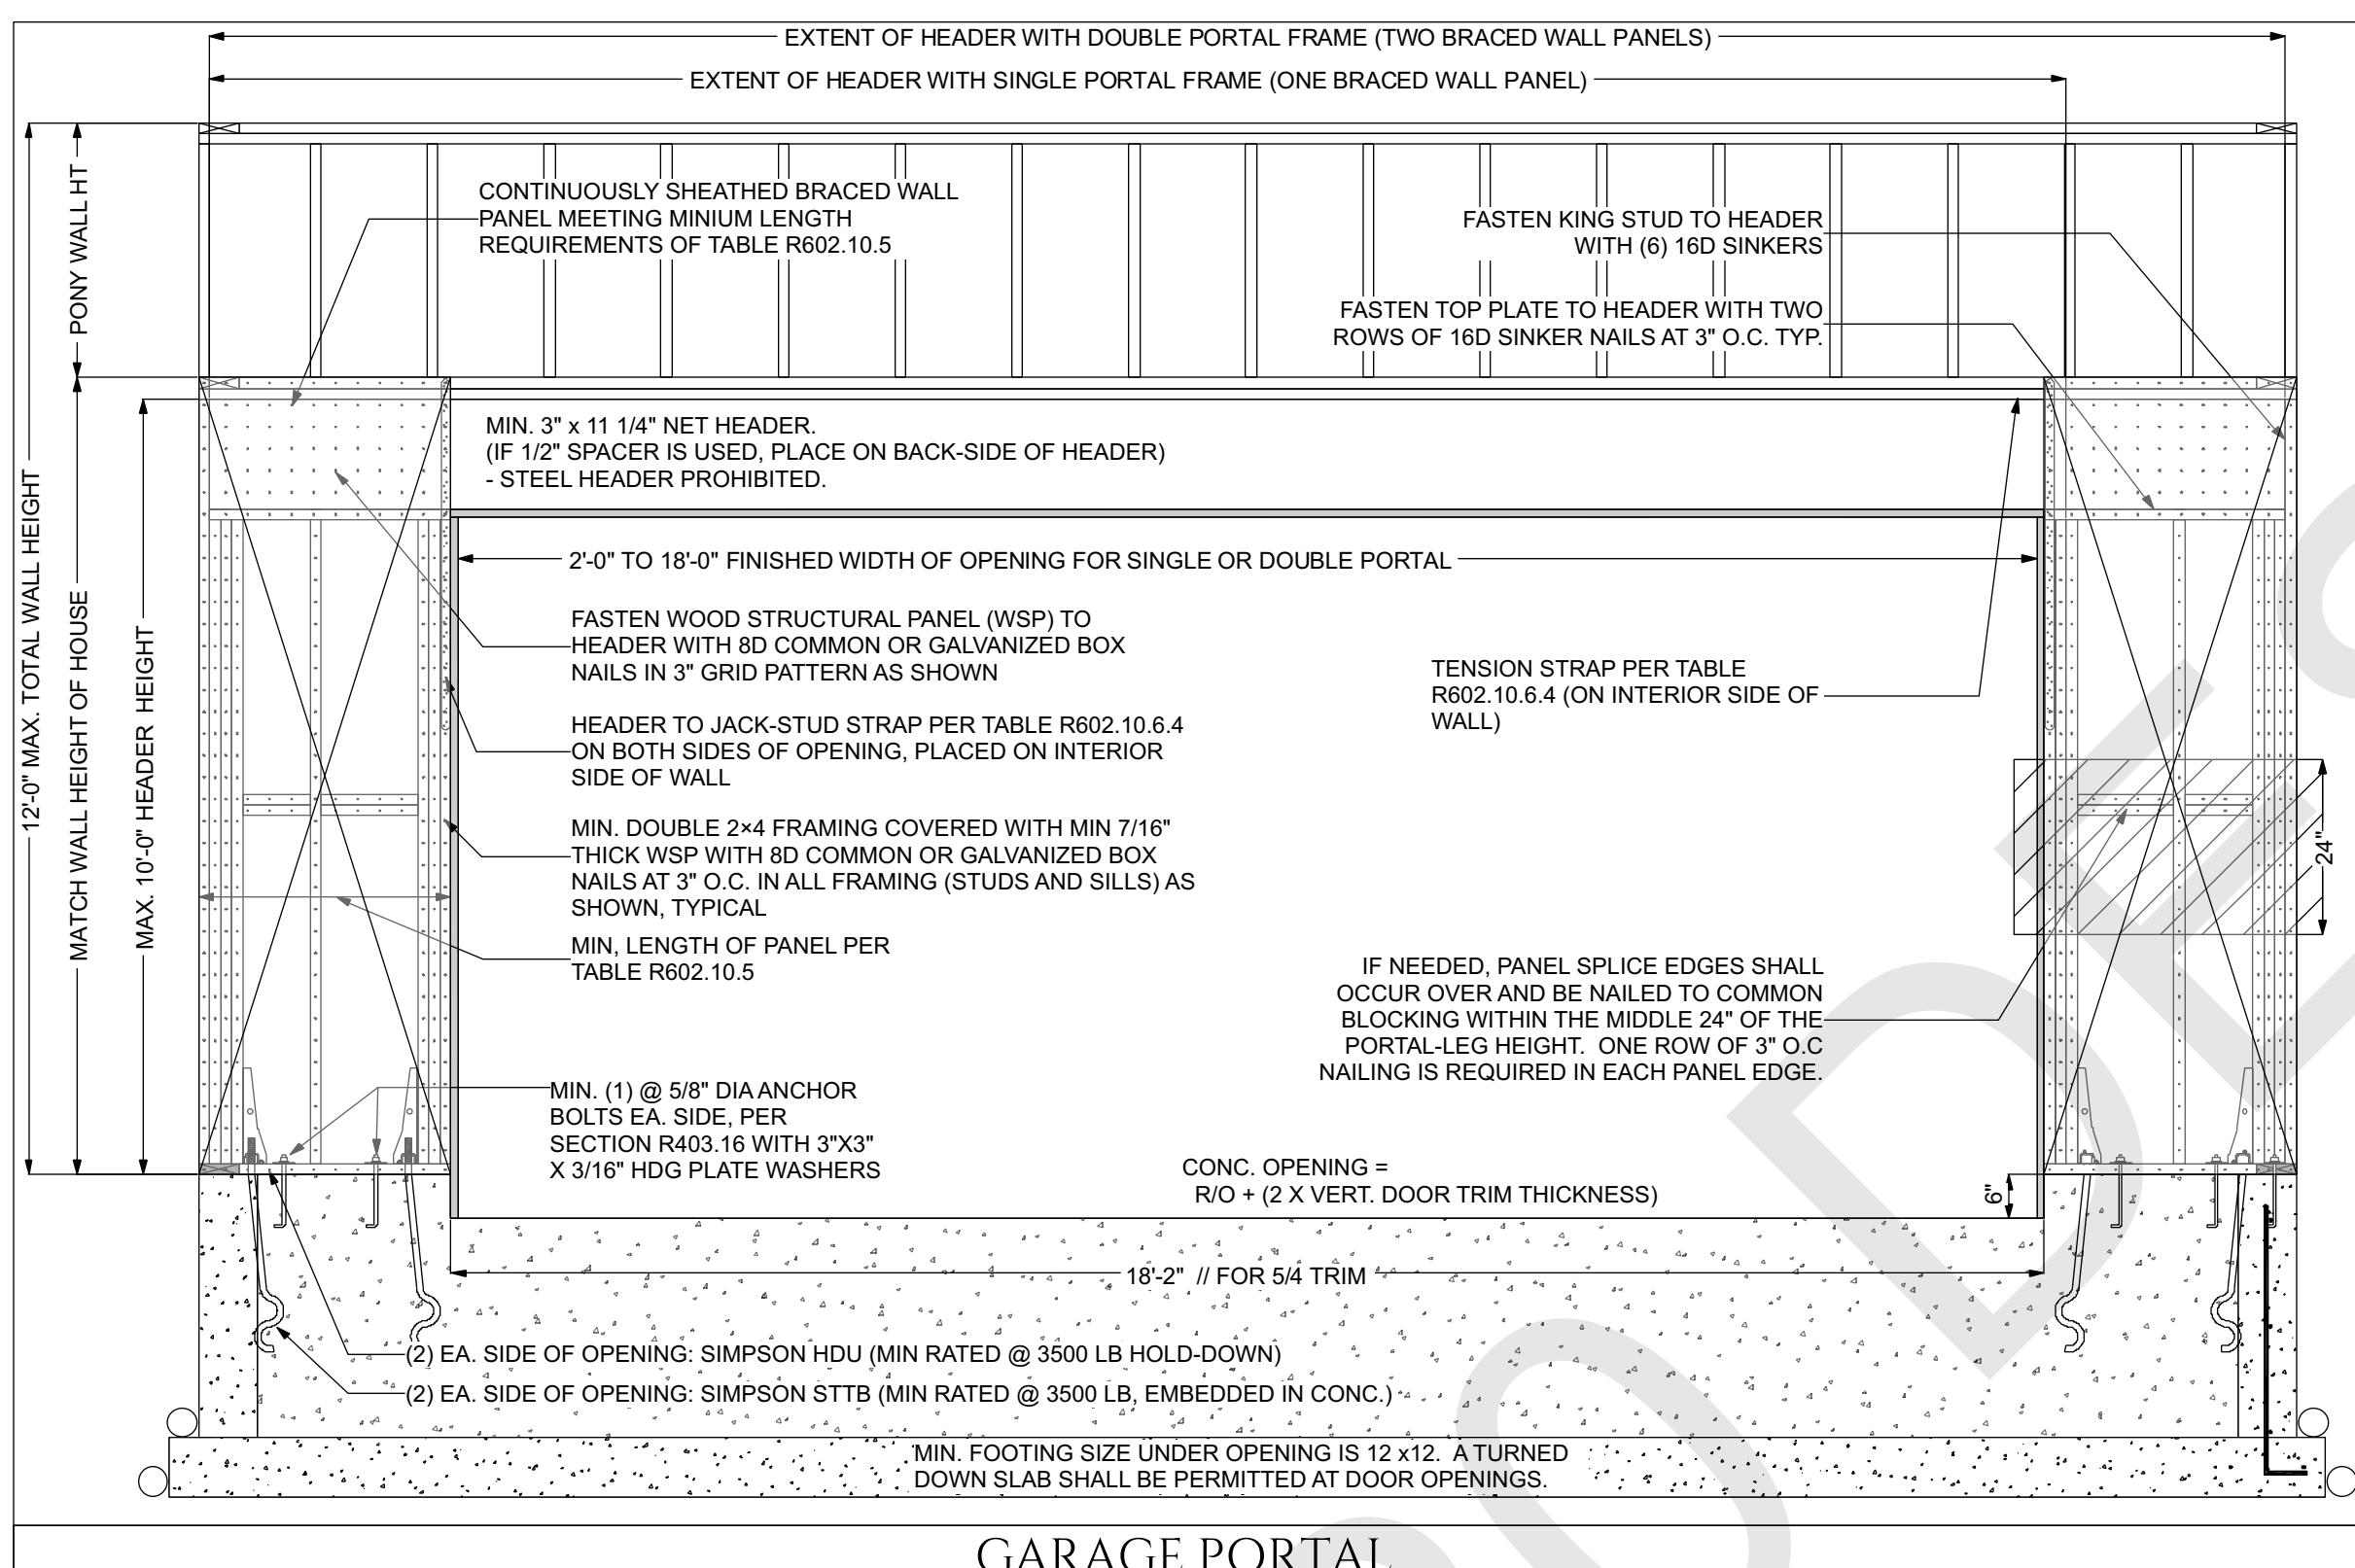 EXTENT OF HEADER WITH DOUBLE PORTAL FRAME (TWO BRACED WALL PANELS)
EXTENT OF HEADER WITH SINGLE PORTAL FRAME (ONE BRACED WALL PANEL)
12'-0" MAX. TOTAL WALL HEIGHT
PONY WALL HT
MATCH WALL HEIGHT OF HOUSE
MAX. 10'-0" HEADER HEIGHT
CONTINUOUSLY SHEATHED BRACED WALL
PANEL MEETING MINIUM LENGTH
REQUIREMENTS OF TABLE R602.10.5
FASTEN KING STUD TO HEADER
WITH (6) 16D SINKERS
FASTEN TOP PLATE TO HEADER WITH TWO
ROWS OF 16D SINKER NAILS AT 3" O.C. TYP.
MIN. 3" x 11 1/4" NET HEADER.
(IF 1/2" SPACER IS USED, PLACE ON BACK-SIDE OF HEADER)
- STEEL HEADER PROHIBITED.
2'-0" TO 18'-0" FINISHED WIDTH OF OPENING FOR SINGLE OR DOUBLE PORTAL
FASTEN WOOD STRUCTURAL PANEL (WSP) TO
HEADER WITH 8D COMMON OR GALVANIZED BOX
NAILS IN 3" GRID PATTERN AS SHOWN
TENSION STRAP PER TABLE
R602.10.6.4 (ON INTERIOR SIDE OF
WALL)
HEADER TO JACK-STUD STRAP PER TABLE R602.10.6.4
ON BOTH SIDES OF OPENING, PLACED ON INTERIOR
SIDE OF WALL
MIN. DOUBLE 2×4 FRAMING COVERED WITH MIN 7/16"
THICK WSP WITH 8D COMMON OR GALVANIZED BOX
NAILS AT 3" O.C. IN ALL FRAMING (STUDS AND SILLS) AS
SHOWN, TYPICAL
24"
MIN, LENGTH OF PANEL PER
TABLE R602.10.5
IF NEEDED, PANEL SPLICE EDGES SHALL
OCCUR OVER AND BE NAILED TO COMMON
BLOCKING WITHIN THE MIDDLE 24" OF THE
PORTAL-LEG HEIGHT. ONE ROW OF 3" O.C
NAILING IS REQUIRED IN EACH PANEL EDGE.
MIN. (1) @ 5/8" DIA ANCHOR
BOLTS EA. SIDE, PER
SECTION R403.16 WITH 3"X3"
X 3/16" HDG PLATE WASHERS
CONC. OPENING =
R/O + (2 X VERT. DOOR TRIM THICKNESS)
6"
18'-2" // FOR 5/4 TRIM
(2) EA. SIDE OF OPENING: SIMPSON HDU (MIN RATED @ 3500 LB HOLD-DOWN)
(2) EA. SIDE OF OPENING: SIMPSON STTB (MIN RATED @ 3500 LB, EMBEDDED IN CONC.)
MIN. FOOTING SIZE UNDER OPENING IS 12 x12. A TURNED
DOWN SLAB SHALL BE PERMITTED AT DOOR OPENINGS.
GARAGE PORTAL